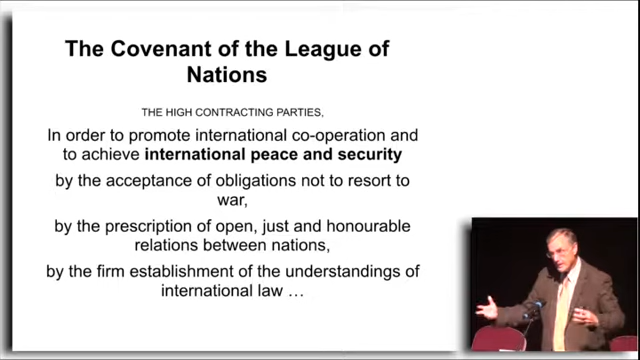 The Covenant of the League of
Nations
THE HIGH CONTRACTING PARTIES,
In order to promote international co-operation and
to achieve international peace and security
by the acceptance of obligations not to resort to
war,
by the prescription of open, just and honourable
relations between nations,
by the firm establishment of the understandings of
international law …